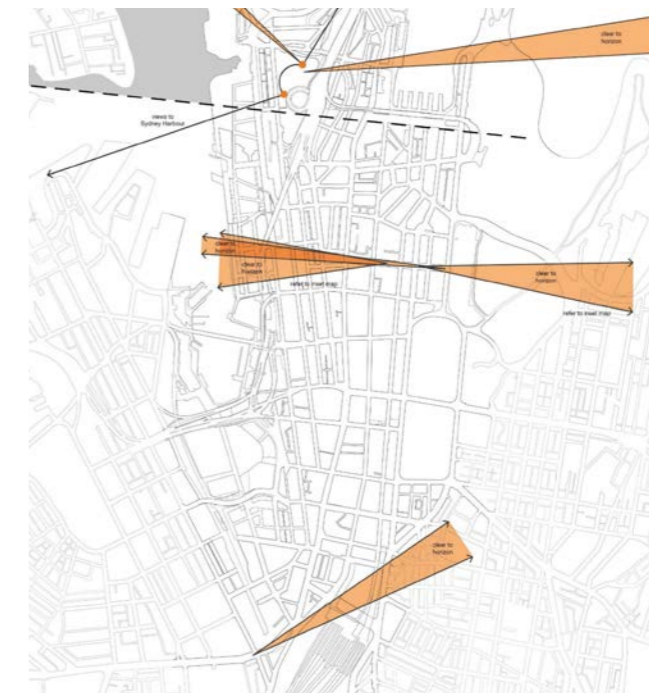 clear to
horizon
views to
Sydney Harbour
clear to
horizon
clear to
horizon
refer to inset map
clear to
horizon
refer to inset map
clear to
horizon